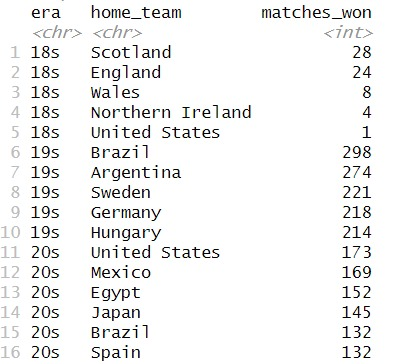 era home_team matches_won
<chr> <chr> <int>
1 18s Scotland 28
2 18s England 24
3 18s Wales 8
4 18s Northern Ireland 4
5 18s United States 1
6 19s Brazil 298
7 19s Argentina 274
8 19s Sweden 221
9 19s Germany 218
10 19s Hungary 214
11 20s United States 173
12 20s Mexico 169
13 20s Egypt 152
14 20s Japan 145
15 20s Brazil 132
16 20s Spain 132